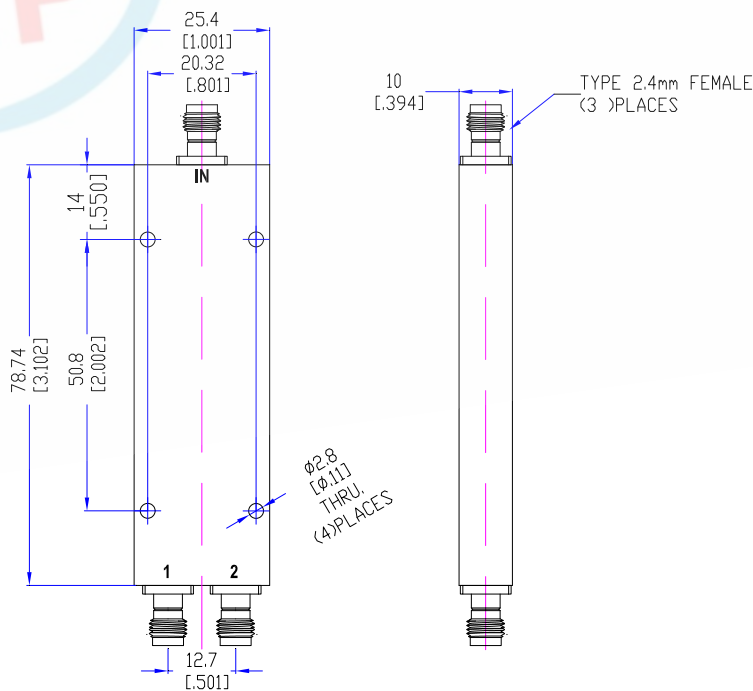 25.4
[1.001]
20.32
[.801]
10
[.394]
TYPE 2.4mm FEMALE
(3 )PLACES
IN
14
[.550]
78.74
[3.102]
50.8
[2.002]
Ø2.8
[Ø.11]
THRU,
(4)PLACES
1 2
12.7
[.501]
P